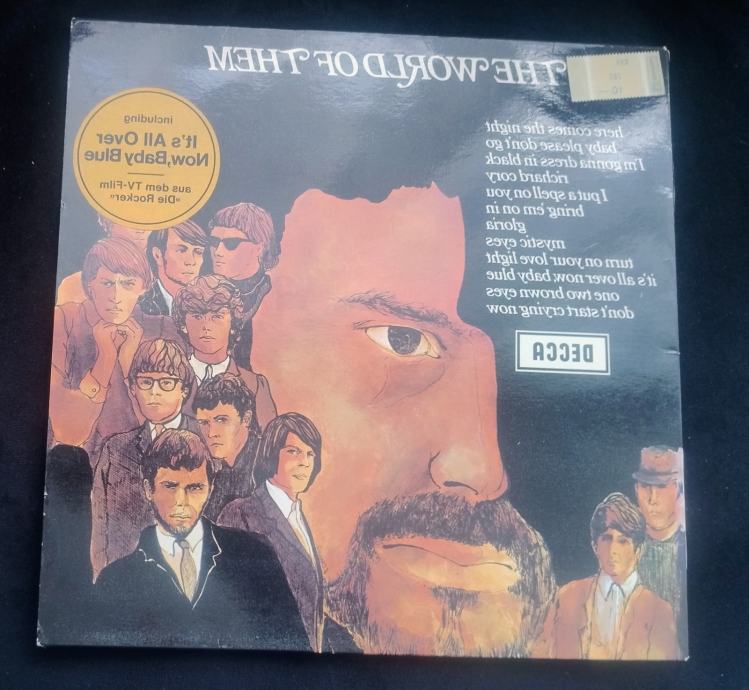 THE WORLD OF THEM
including
It's All Over
Now, Baby Blue
aus dem TV-Film
»Die Rocker«
here comes the night
baby please don't go
I'm gonna dress in black
richard cory
I put a spell on you
bring 'em on in
gloria
mystic eyes
turn on your love light
it's all over now, baby blue
one two brown eyes
don't start crying now
DECCA